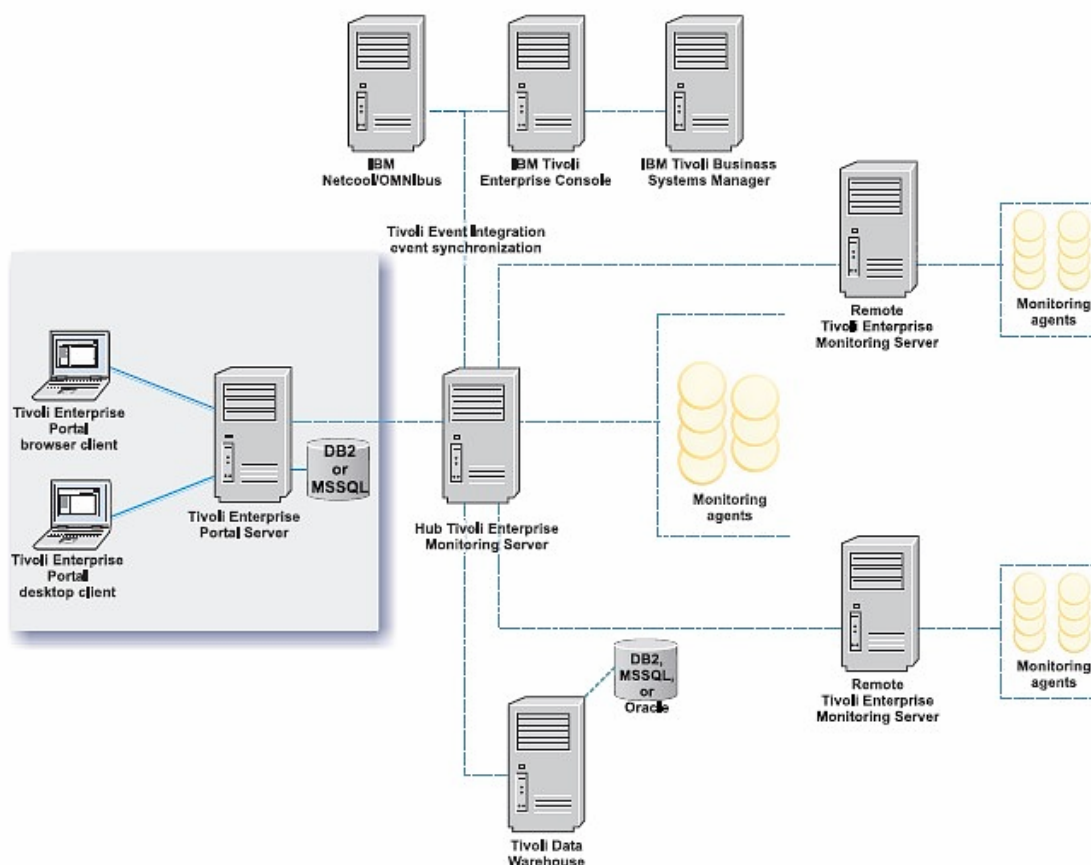 IBM
Netcool/OMNIbus
IBM Tivoli
Enterprise Console
IBM Tivoli Business
Systems Manager
Tivoli Event Integration
event synchronization
Remote
Tivoli Enterprise
Monitoring Server
Monitoring
agents
Tivoli Enterprise
Portal
browser client
DB2
or
MSSQL
Tivoli Enterprise
Portal Server
Tivoli Enterprise
Portal
desktop client
Hub Tivoli Enterprise
Monitoring Server
Monitoring
agents
Remote
Tivoli Enterprise
Monitoring Server
Monitoring
agents
DB2,
MSSQL,
or
Oracle
Tivoli Data
Warehouse